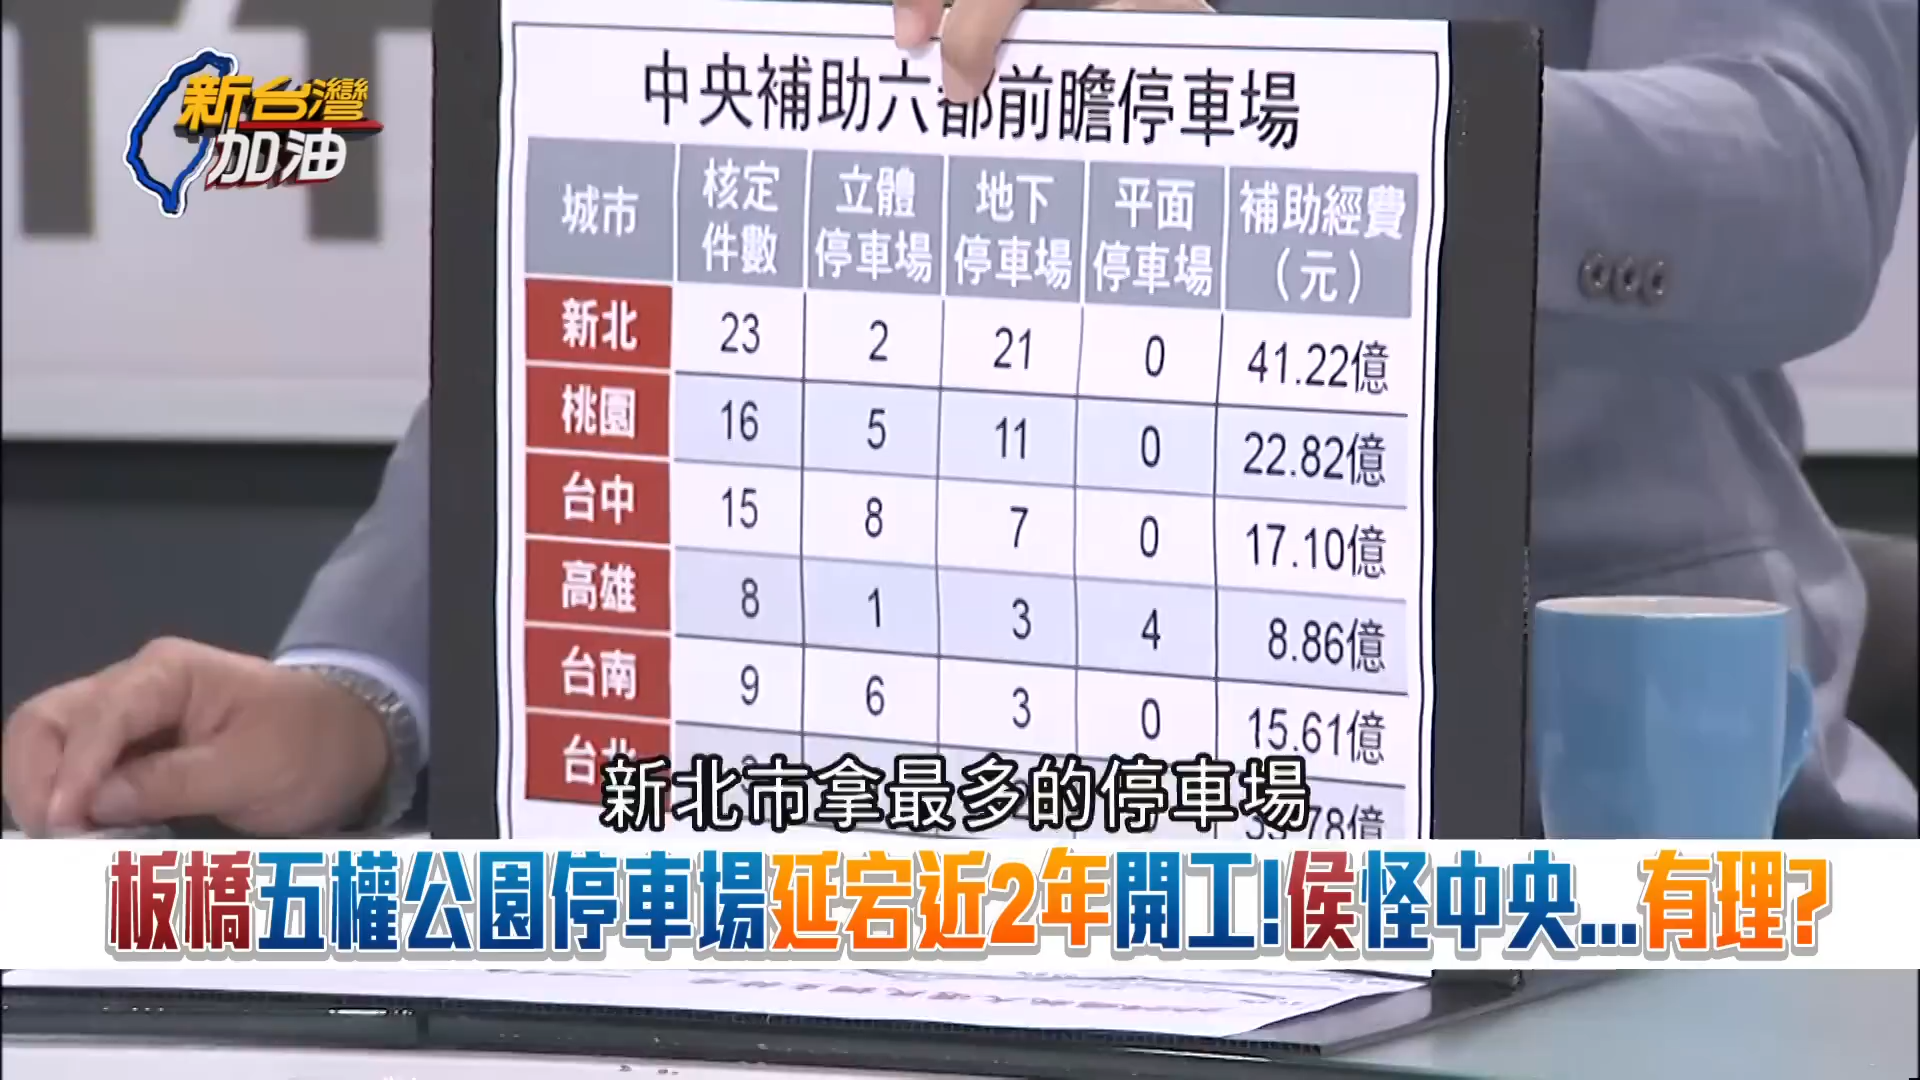 新台灣
加油
中央補助六都前瞻停車場
城市 核定件數 立體停車場 地下停車場 平面停車場 補助經費（元）
新北 23 2 21 0 41.22億
桃園 16 5 11 0 22.82億
台中 15 8 7 0 17.10億
高雄 8 1 3 4 8.86億
台南 9 6 3 0 15.61億
台北
新北市拿最多的停車場
板橋五權公園停車場延宕近2年開工!侯怪中央...有理?